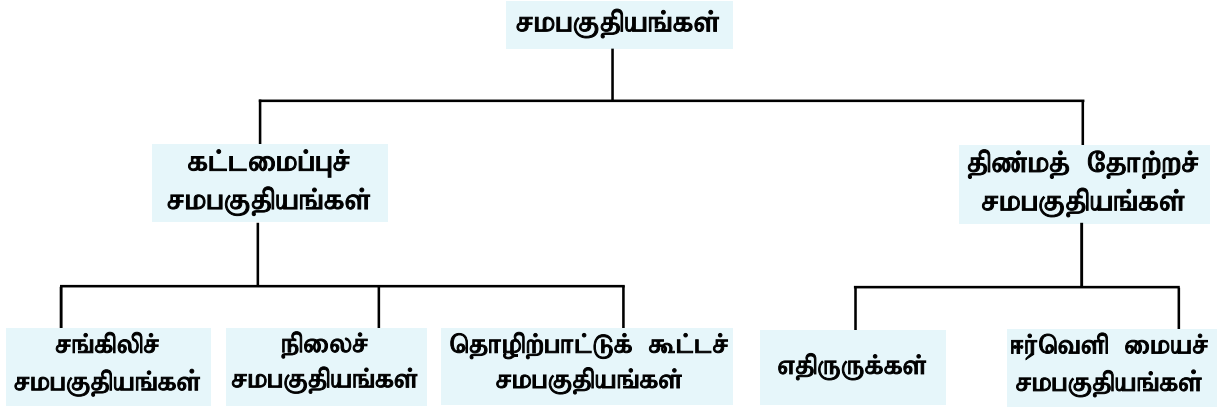 சமபகுதியங்கள்
கட்டமைப்புச்
சமபகுதியங்கள்
திண்மத் தோற்றச்
சமபகுதியங்கள்
சங்கிலிச்
சமபகுதியங்கள்
நிலைச்
சமபகுதியங்கள்
தொழிற்பாட்டுக் கூட்டச்
சமபகுதியங்கள்
எதிருருக்கள்
ஈர்வெளி மையச்
சமபகுதியங்கள்